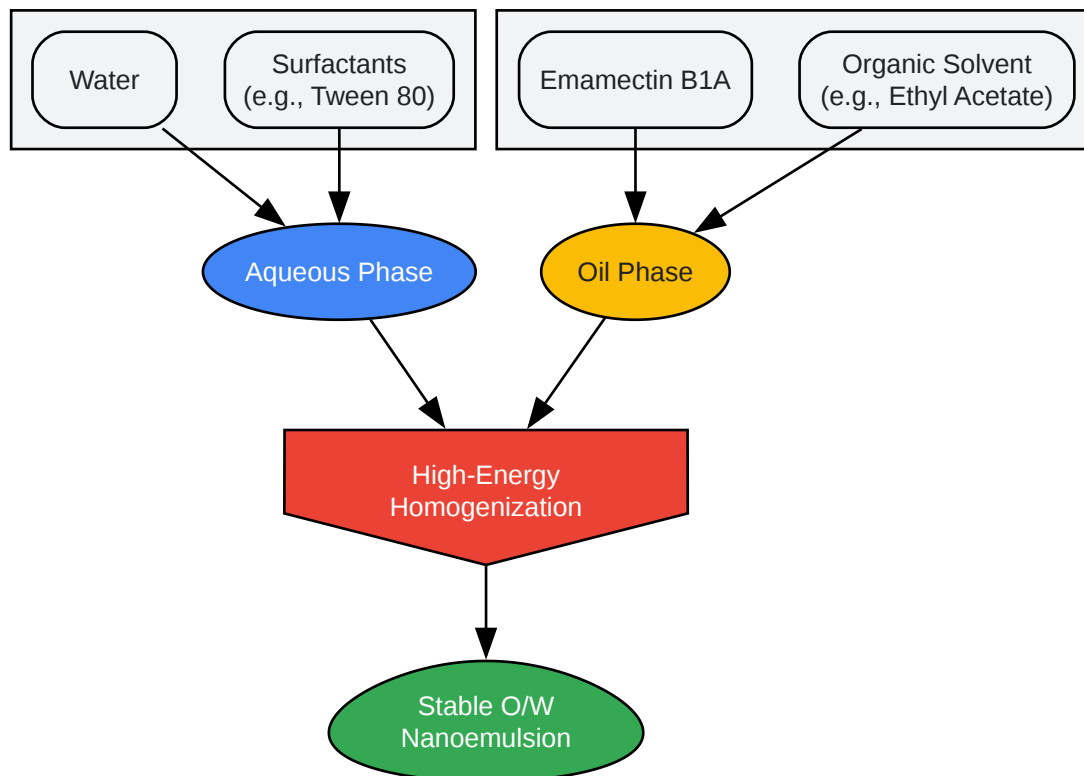 Water
Surfactants
(e.g., Tween 80)
Emamectin B1A
Organic Solvent
(e.g., Ethyl Acetate)
Aqueous Phase
Oil Phase
High-Energy
Homogenization
Stable O/W
Nanoemulsion